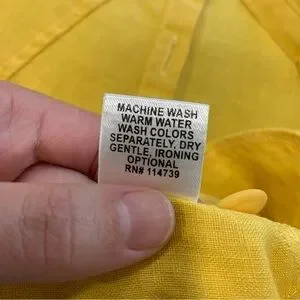 MACHINE WASH
WARM WATER
WASH COLORS
SEPARATELY, DRY
GENTLE, IRONING
OPTIONAL
RN# 114739